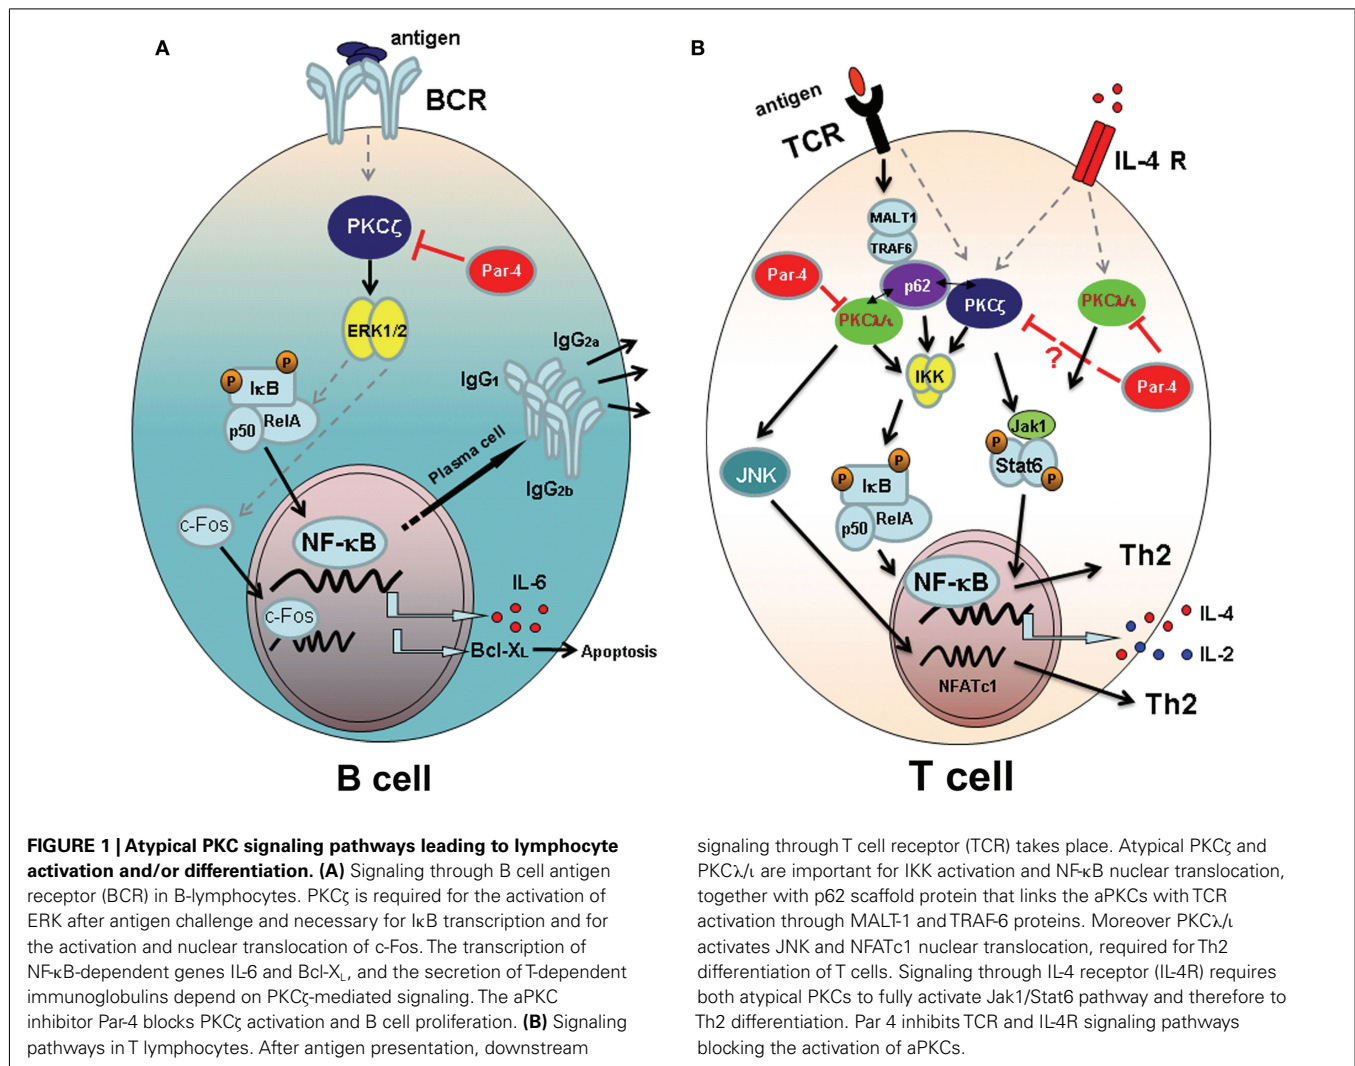 A
antigen
BCR
PKCζ
Par-4
ERK1/2
P
P
IκB
RelA
p50
c-Fos
IgG2a
IgG1
IgG2b
Plasma cell
NF-κB
c-Fos
IL-6
Bcl-XL
Apoptosis
B cell
B
antigen
TCR
IL-4 R
MALT1
TRAF6
Par-4
p62
PKCλ/ι
PKCζ
PKCλ/ι
?
Par-4
IKK
JNK
Jak1
P
Stat6
P
P
P
IκB
RelA
p50
NF-κB
Th2
IL-4
IL-2
NFATc1
Th2
T cell
FIGURE 1 | Atypical PKC signaling pathways leading to lymphocyte
activation and/or differentiation. (A) Signaling through B cell antigen
receptor (BCR) in B-lymphocytes. PKCζ is required for the activation of
ERK after antigen challenge and necessary for IκB transcription and for
the activation and nuclear translocation of c-Fos. The transcription of
NF-κB-dependent genes IL-6 and Bcl-XL, and the secretion of T-dependent
immunoglobulins depend on PKCζ-mediated signaling. The aPKC
inhibitor Par-4 blocks PKCζ activation and B cell proliferation. (B) Signaling
pathways in T lymphocytes. After antigen presentation, downstream
signaling through T cell receptor (TCR) takes place. Atypical PKCζ and
PKCλ/ι are important for IKK activation and NF-κB nuclear translocation,
together with p62 scaffold protein that links the aPKCs with TCR
activation through MALT-1 and TRAF-6 proteins. Moreover PKCλ/ι
activates JNK and NFATc1 nuclear translocation, required for Th2
differentiation of T cells. Signaling through IL-4 receptor (IL-4R) requires
both atypical PKCs to fully activate Jak1/Stat6 pathway and therefore to
Th2 differentiation. Par 4 inhibits TCR and IL-4R signaling pathways
blocking the activation of aPKCs.